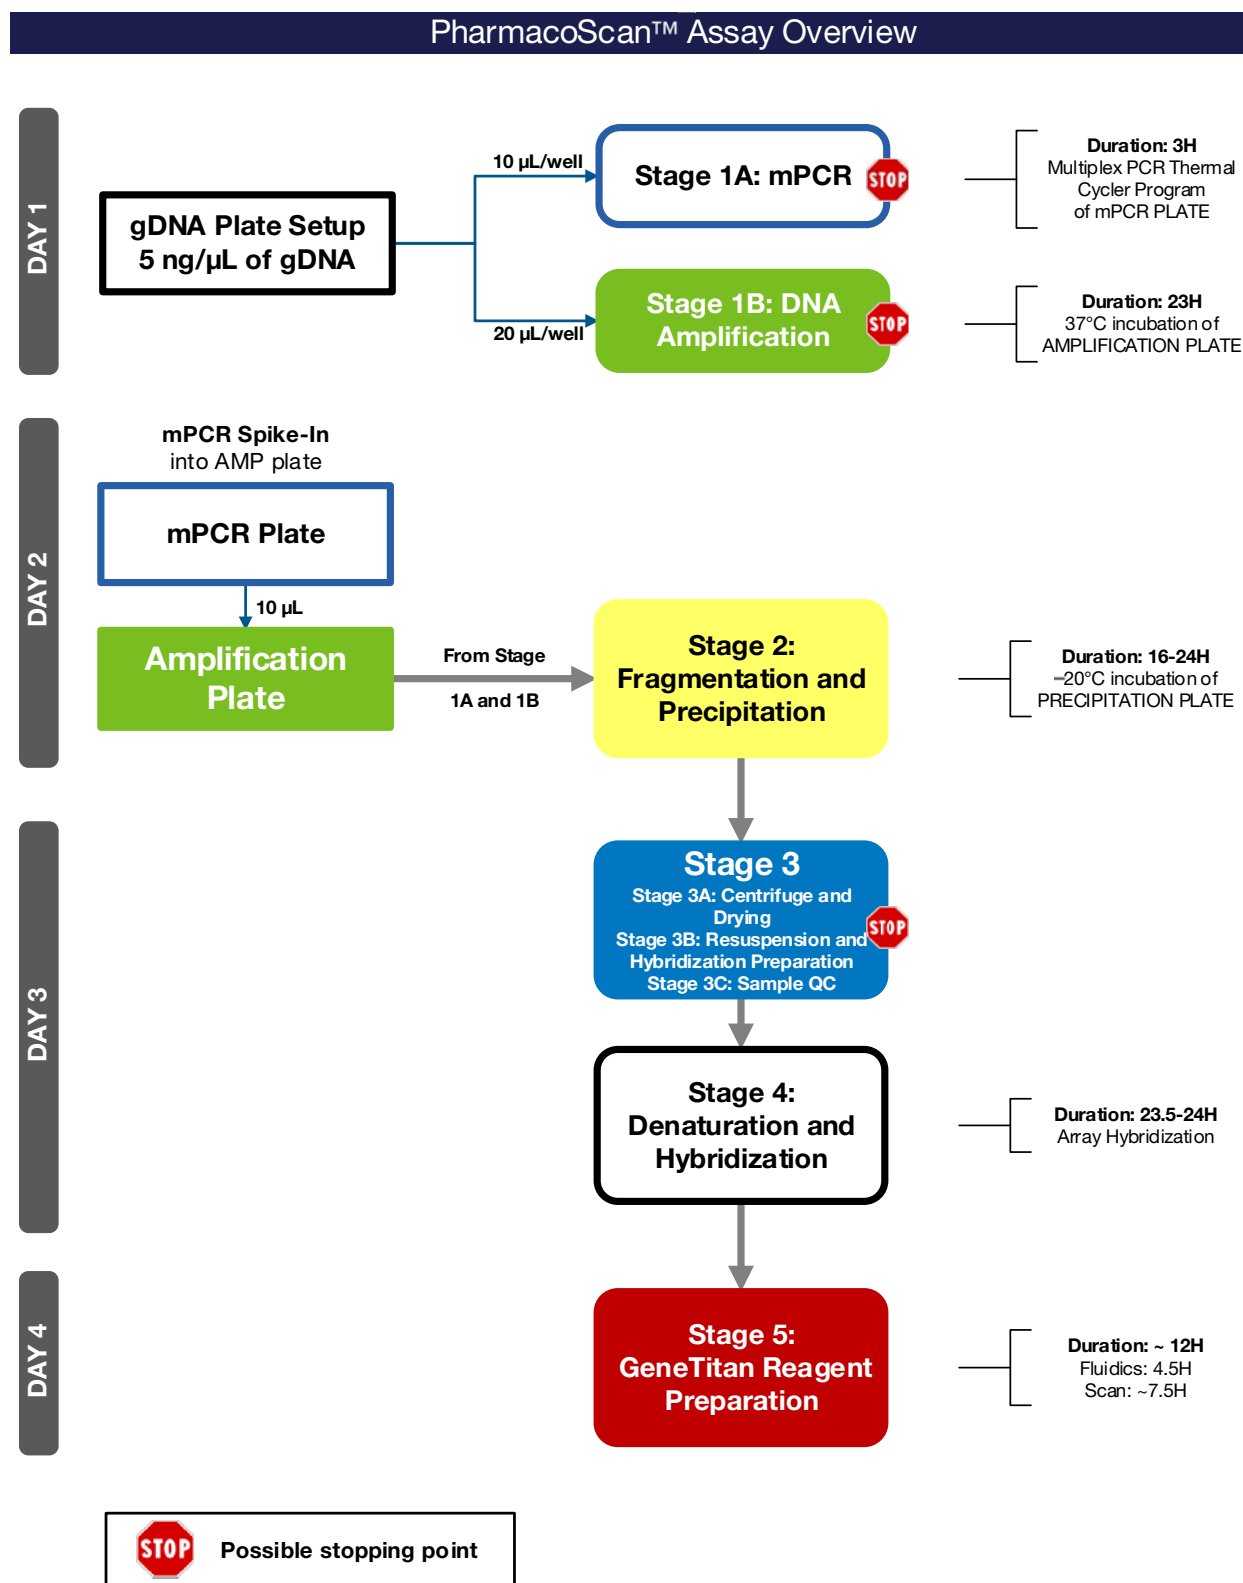 PharmacoScan™ Assay Overview
DAY 1
gDNA Plate Setup
5 ng/µL of gDNA
10 µL/well
20 µL/well
Stage 1A: mPCR
STOP
Duration: 3H
Multiplex PCR Thermal
Cycler Program
of mPCR PLATE
Stage 1B: DNA
Amplification
STOP
Duration: 23H
37°C incubation of
AMPLIFICATION PLATE
DAY 2
mPCR Spike-In
into AMP plate
mPCR Plate
10 µL
Amplification
Plate
From Stage
1A and 1B
Stage 2:
Fragmentation and
Precipitation
Duration: 16-24H
–20°C incubation of
PRECIPITATION PLATE
DAY 3
Stage 3
Stage 3A: Centrifuge and
Drying
Stage 3B: Resuspension and
Hybridization Preparation
Stage 3C: Sample QC
STOP
Stage 4:
Denaturation and
Hybridization
Duration: 23.5-24H
Array Hybridization
DAY 4
Stage 5:
GeneTitan Reagent
Preparation
Duration: ~ 12H
Fluidics: 4.5H
Scan: ~7.5H
STOP
Possible stopping point